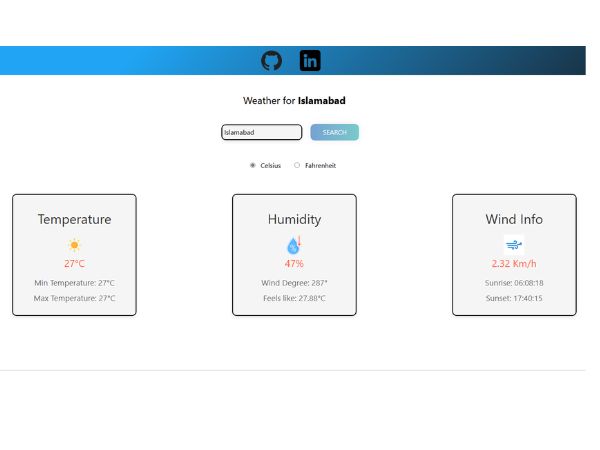 in
Weather for Islamabad
Islamabad
SEARCH
Celsius
Fahrenheit
Temperature
27°C
Min Temperature: 27°C
Max Temperature: 27°C
Humidity
47%
Wind Degree: 287°
Feels like: 27.88°C
Wind Info
2.32 Km/h
Sunrise: 06:08:18
Sunset: 17:40:15